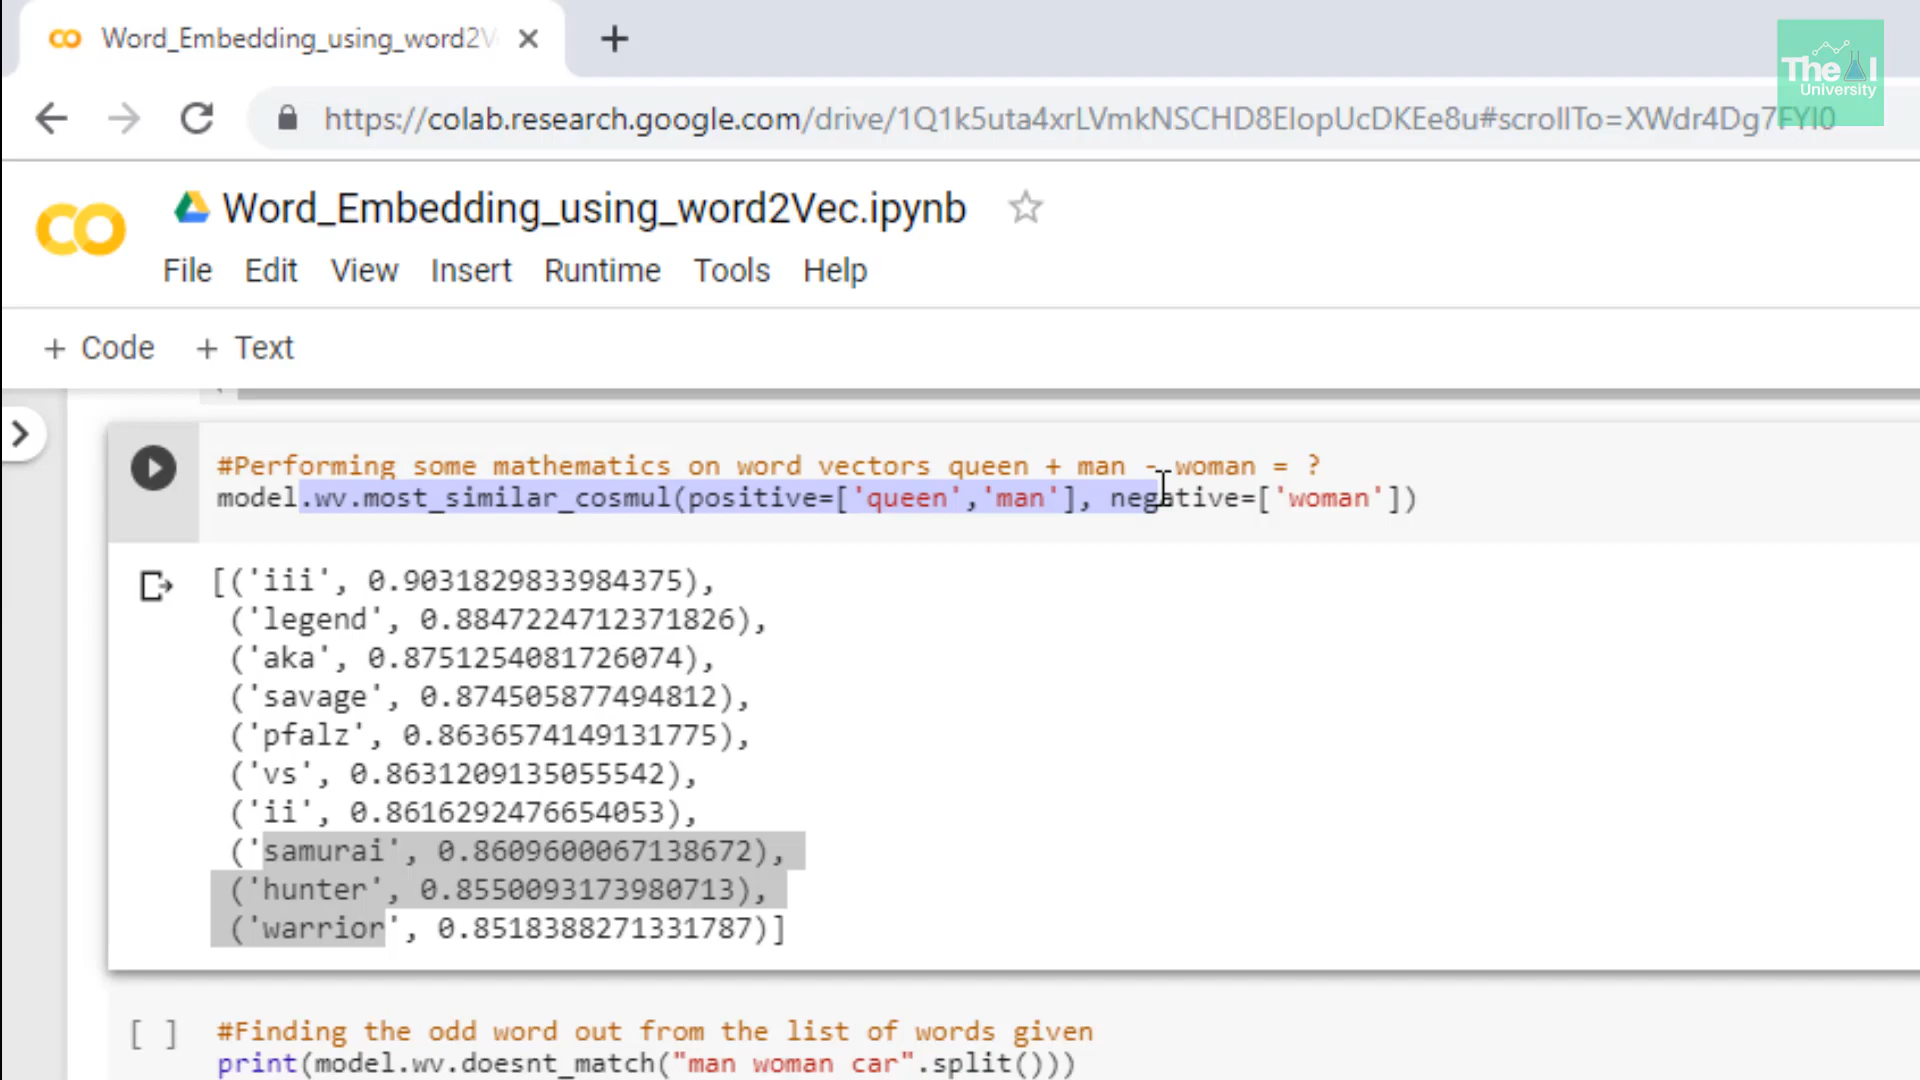 Word_Embedding_using_word2V
The AI
University
https://colab.research.google.com/drive/1Q1k5uta4xrLVmkNSCHD8ElopUcDKEe8u#scrollTo=XWdr4Dg7FYI0
CO
Word_Embedding_using_word2Vec.ipynb
File Edit View Insert Runtime Tools Help
+ Code + Text
#Performing some mathematics on word vectors queen + man - woman = ?
model.wv.most_similar_cosmul(positive=['queen','man'], negative=['woman'])
[('iii', 0.9031829833984375),
('legend', 0.8847224712371826),
('aka', 0.8751254081726074),
('savage', 0.874505877494812),
('pfalz', 0.8636574149131775),
('vs', 0.8631209135055542),
('ii', 0.8616292476654053),
('samurai', 0.8609600067138672),
('hunter', 0.8550093173980713),
('warrior', 0.8518388271331787)]
[ ] #Finding the odd word out from the list of words given
print(model.wv.doesnt_match("man woman car".split()))